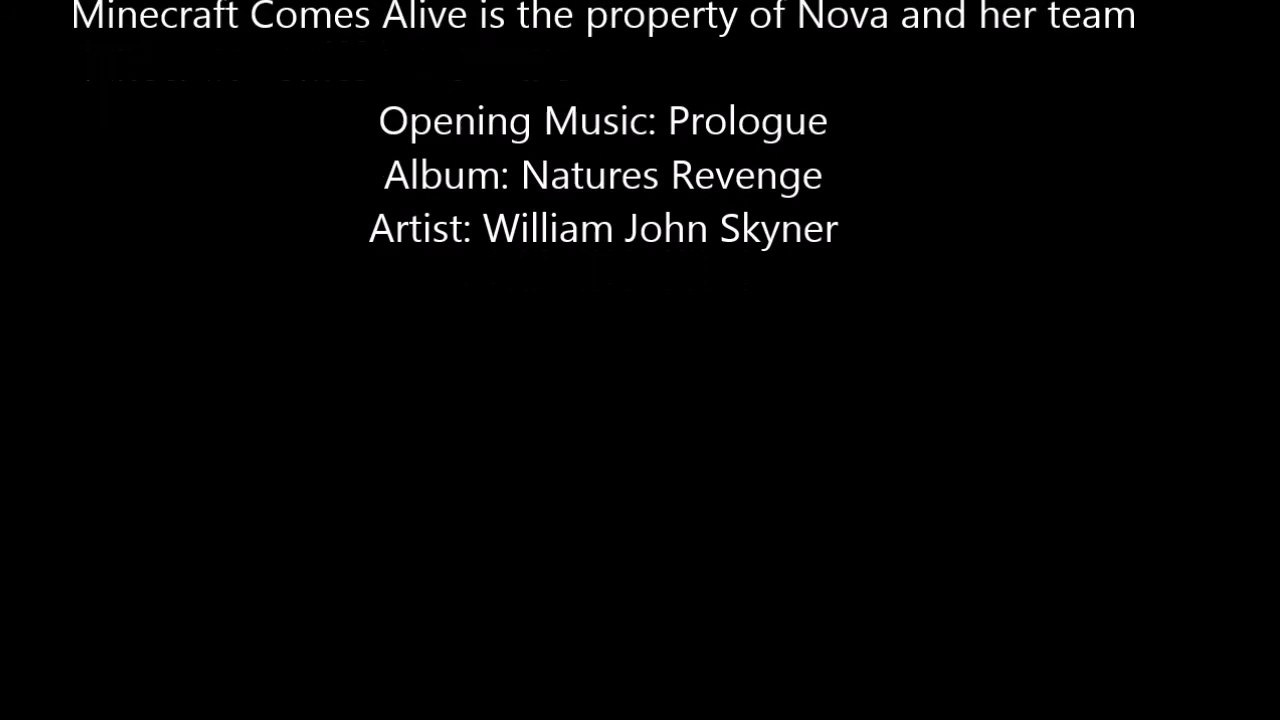 Minecraft Comes Alive is the property of Nova and her team
Opening Music: Prologue
Album: Natures Revenge
Artist: William John Skyner